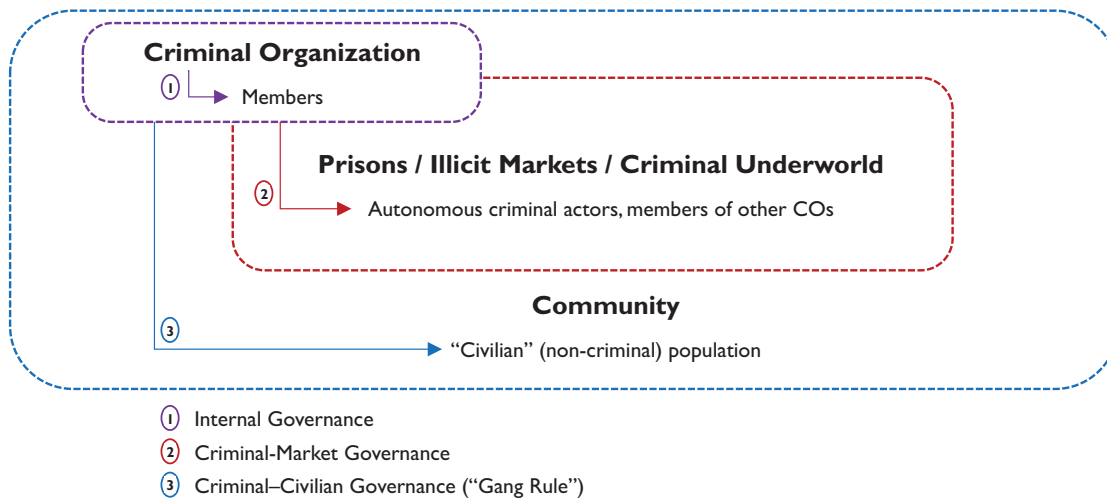 Criminal Organization
1
Members
Prisons / Illicit Markets / Criminal Underworld
2
Autonomous criminal actors, members of other COs
Community
3
“Civilian” (non-criminal) population
1 Internal Governance
2 Criminal-Market Governance
3 Criminal–Civilian Governance (“Gang Rule”)